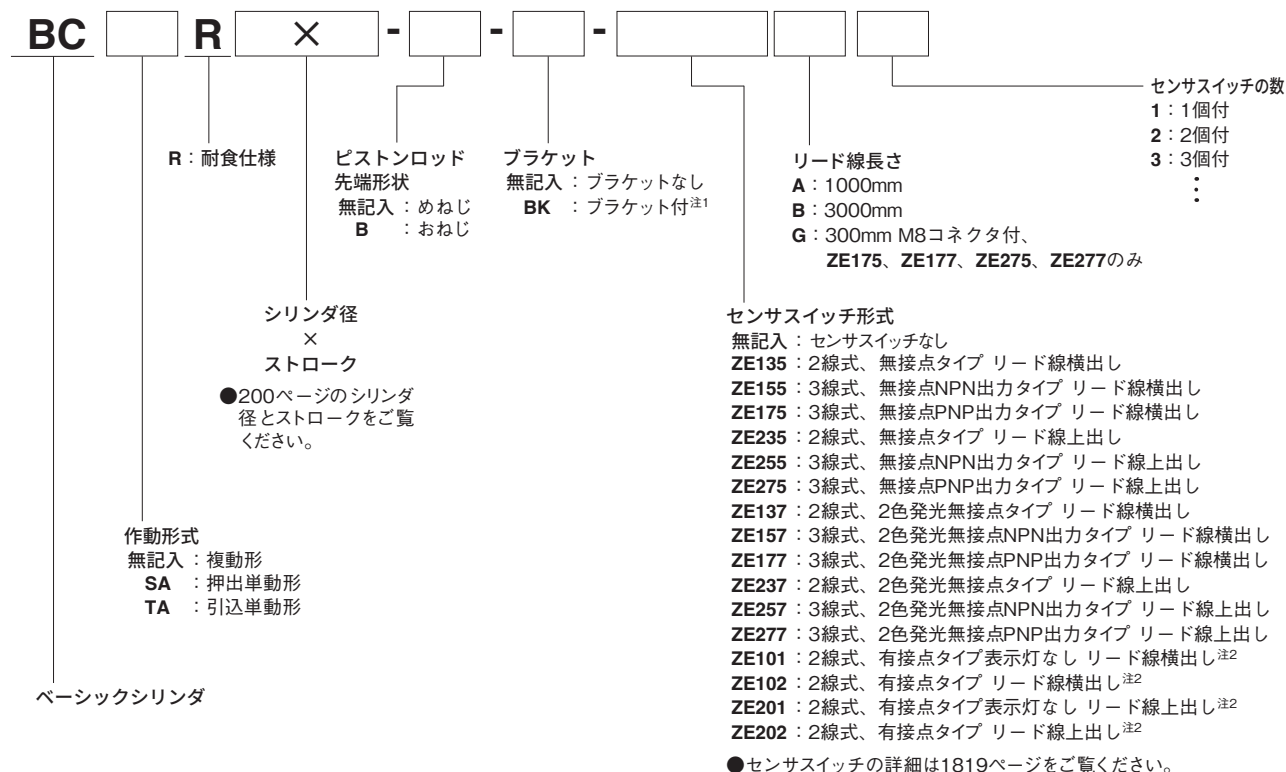 BC R × - - -
センサスイッチの数
1：1個付
2：2個付
3：3個付
⋮
R：耐食仕様
ピストンロッド
先端形状
無記入：めねじ
B：おねじ
ブラケット
無記入：ブラケットなし
BK：ブラケット付注1
リード線長さ
A：1000mm
B：3000mm
G：300mm M8コネクタ付、
ZE175、ZE177、ZE275、ZE277のみ
シリンダ径
×
ストローク
●200ページのシリンダ
径とストロークをご覧
ください。
センサスイッチ形式
無記入：センサスイッチなし
ZE135：2線式、無接点タイプ リード線横出し
ZE155：3線式、無接点NPN出力タイプ リード線横出し
ZE175：3線式、無接点PNP出力タイプ リード線横出し
ZE235：2線式、無接点タイプ リード線上出し
ZE255：3線式、無接点NPN出力タイプ リード線上出し
ZE275：3線式、無接点PNP出力タイプ リード線上出し
ZE137：2線式、2色発光無接点タイプ リード線横出し
ZE157：3線式、2色発光無接点NPN出力タイプ リード線横出し
ZE177：3線式、2色発光無接点PNP出力タイプ リード線横出し
ZE237：2線式、2色発光無接点タイプ リード線上出し
ZE257：3線式、2色発光無接点NPN出力タイプ リード線上出し
ZE277：3線式、2色発光無接点PNP出力タイプ リード線上出し
ZE101：2線式、有接点タイプ表示灯なし リード線横出し注2
ZE102：2線式、有接点タイプ リード線横出し注2
ZE201：2線式、有接点タイプ表示灯なし リード線上出し注2
ZE202：2線式、有接点タイプ リード線上出し注2
●センサスイッチの詳細は1819ページをご覧ください。
作動形式
無記入：複動形
SA：押出単動形
TA：引込単動形
ベーシックシリンダ